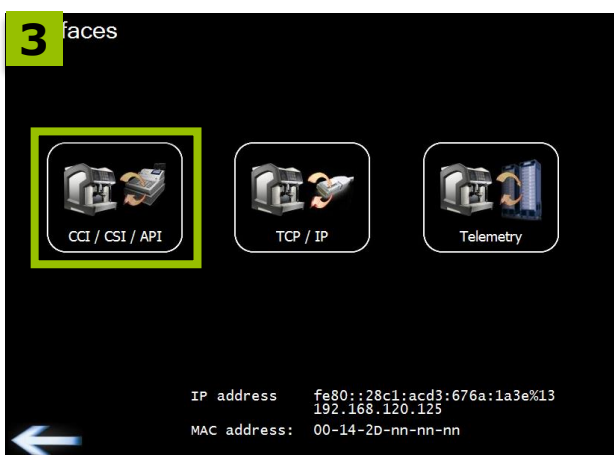 3
faces
CCI / CSI / API
TCP / IP
Telemetry
IP address fe80::28c1:acd3:676a:1a3e%13
192.168.120.125
MAC address: 00-14-2D-nn-nn-nn